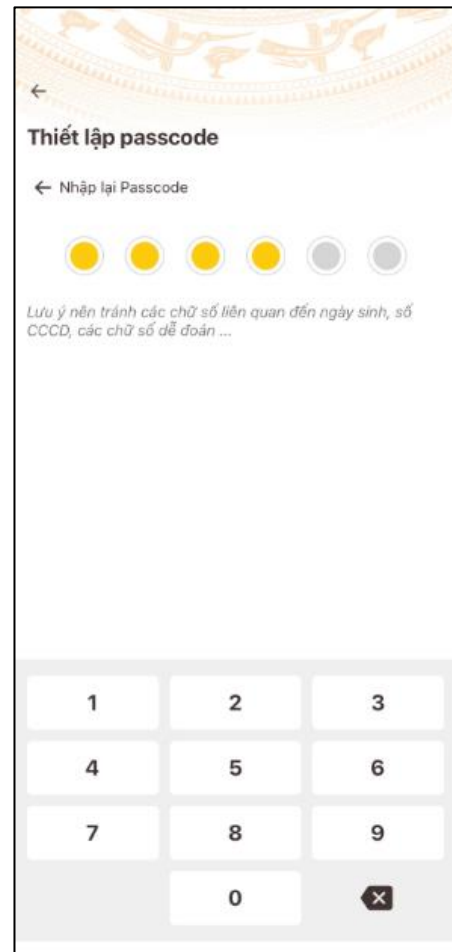 Thiết lập passcode
Nhập lại Passcode
Lưu ý nên tránh các chữ số liên quan đến ngày sinh, số
CCCD, các chữ số dễ đoán ...
1 2 3
4 5 6
7 8 9
0